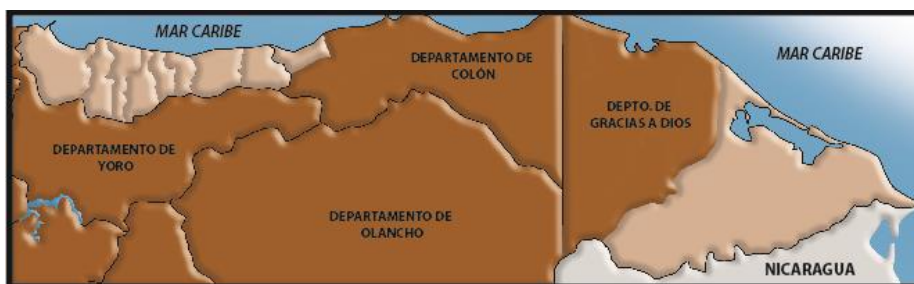 MAR CARIBE
DEPARTAMENTO DE
COLÓN
MAR CARIBE
DEPTO. DE
GRACIAS A DIOS
DEPARTAMENTO DE
YORO
DEPARTAMENTO DE
OLANCHO
NICARAGUA